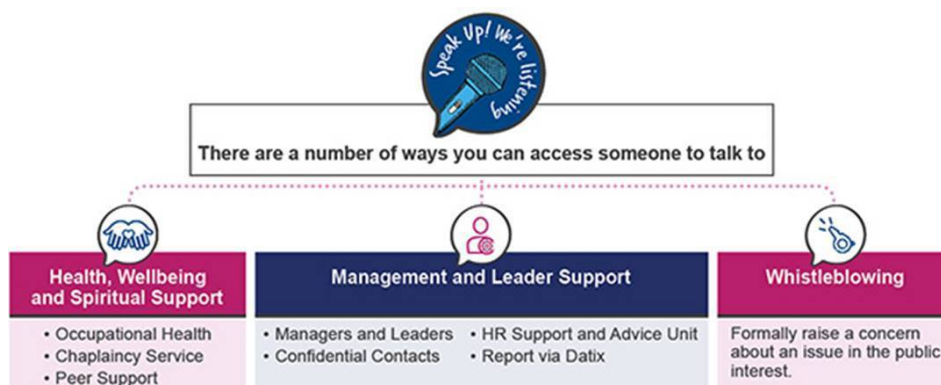 Speak Up! We're listening
There are a number of ways you can access someone to talk to
Health, Wellbeing
and Spiritual Support
• Occupational Health
• Chaplaincy Service
• Peer Support
Management and Leader Support
• Managers and Leaders
• Confidential Contacts
• HR Support and Advice Unit
• Report via Datix
Whistleblowing
Formally raise a concern
about an issue in the public
interest.